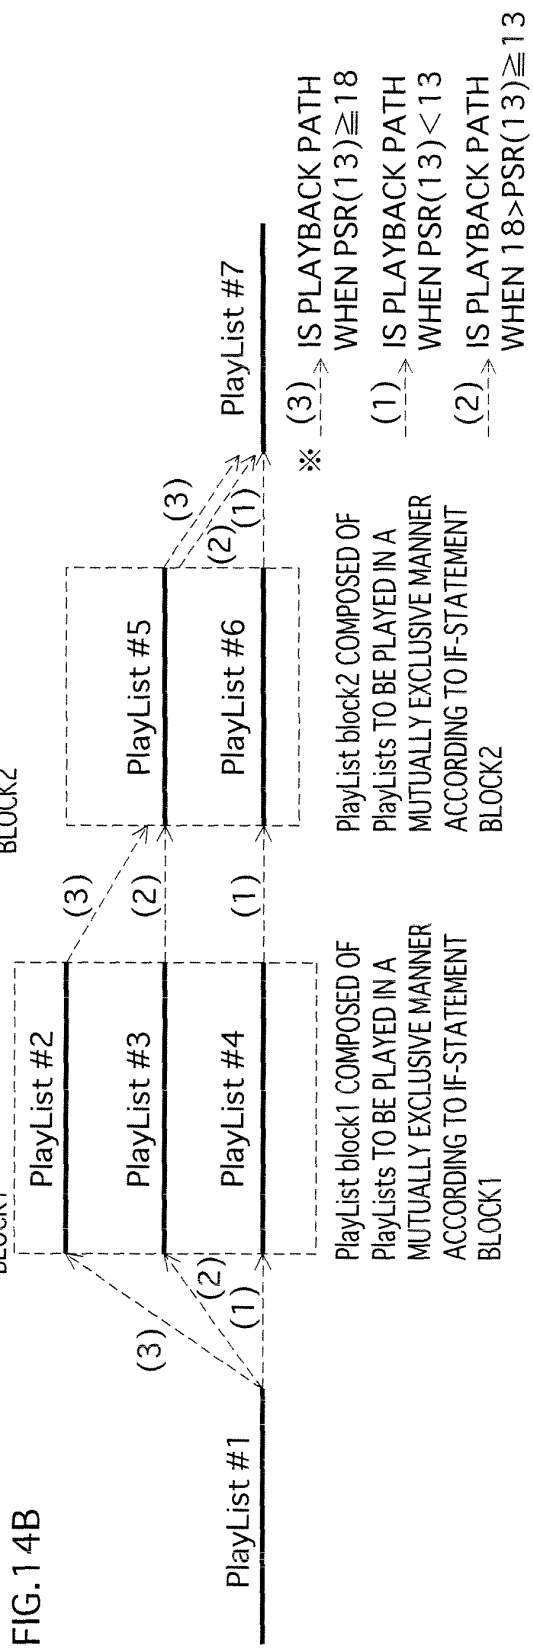 FIG.14B
BLOCK1
BLOCK2
PlayList #1
(3)
(2)
(1)
PlayList #2
PlayList #3
PlayList #4
PlayList block1 COMPOSED OF
PlayLists TO BE PLAYED IN A
MUTUALLY EXCLUSIVE MANNER
ACCORDING TO IF-STATEMENT
BLOCK1
(3)
(2)
(1)
PlayList #5
PlayList #6
PlayList block2 COMPOSED OF
PlayLists TO BE PLAYED IN A
MUTUALLY EXCLUSIVE MANNER
ACCORDING TO IF-STATEMENT
BLOCK2
(3)
(2)
(1)
PlayList #7
※ (3) IS PLAYBACK PATH
WHEN PSR(13)≧18
(1) IS PLAYBACK PATH
WHEN PSR(13)<13
(2) IS PLAYBACK PATH
WHEN 18>PSR(13)≧13